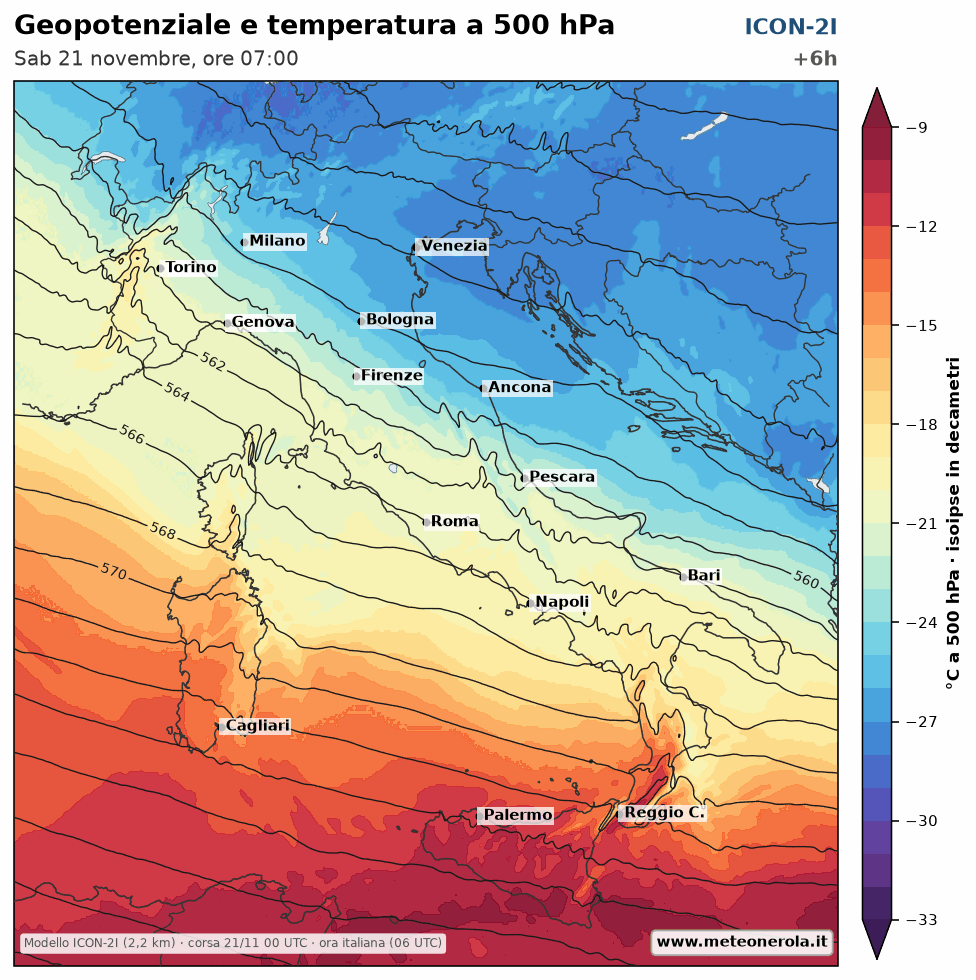 Geopotenziale e temperatura a 500 hPa
ICON-2I
Sab 21 novembre, ore 07:00
+6h
−9
−12
−15
−18
−21
−24
−27
−30
−33
°C a 500 hPa · isoipse in decametri
Milano
Venezia
Torino
Genova
Bologna
562
Firenze
564
Ancona
566
Pescara
Roma
568
570
Bari
560
Napoli
Cagliari
Palermo
Reggio C.
Modello ICON-2I (2,2 km) · corsa 21/11 00 UTC · ora italiana (06 UTC)
www.meteonerola.it